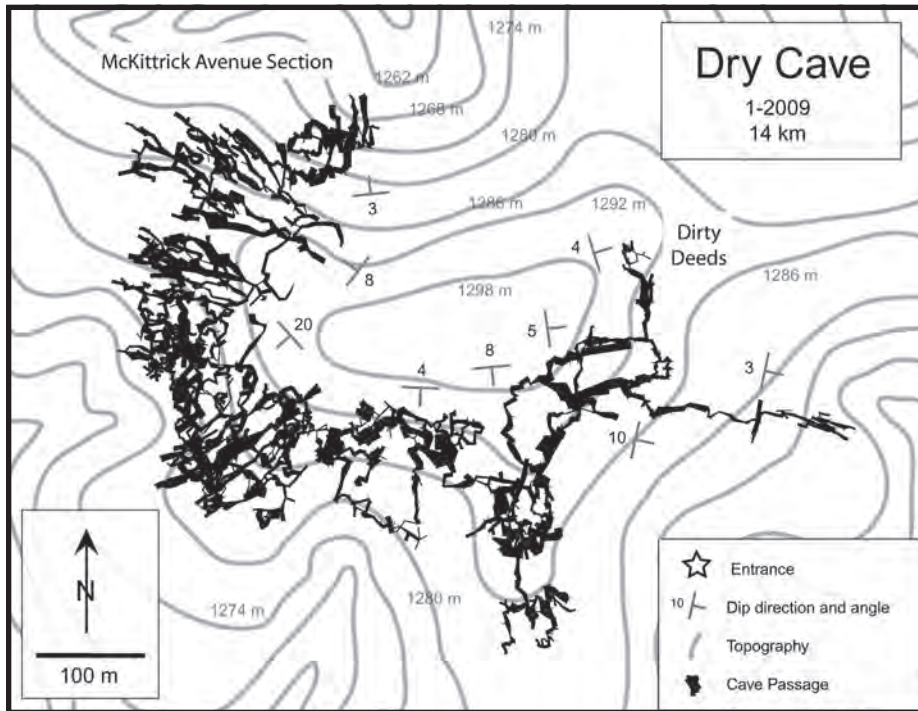 1274 m
McKittrick Avenue Section
1262 m
1268 m
1280 m
Dry Cave
1-2009
14 km
3
1286 m
1292 m
Dirty
Deeds
4
8
1286 m
1298 m
20
5
8
4
3
10
N
100 m
1274 m
1280 m
Entrance
10
Dip direction and angle
Topography
Cave Passage